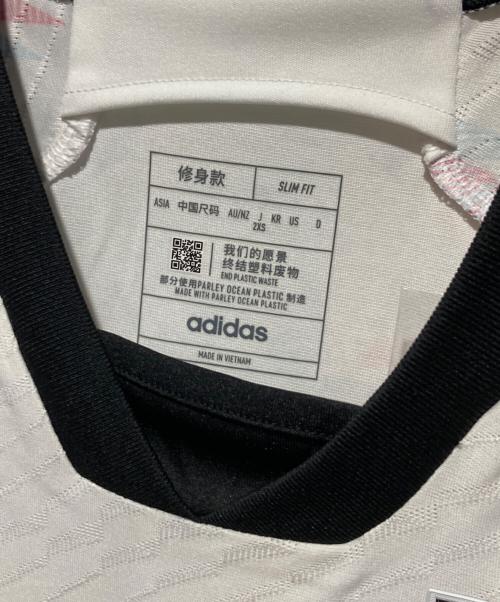 修身款 SLIM FIT
ASIA 中国尺码 AU/NZ J KR US D
2XS
我们的愿景
终结塑料废物
END PLASTIC WASTE
部分使用PARLEY OCEAN PLASTIC 制造
MADE WITH PARLEY OCEAN PLASTIC
adidas
MADE IN VIETNAM